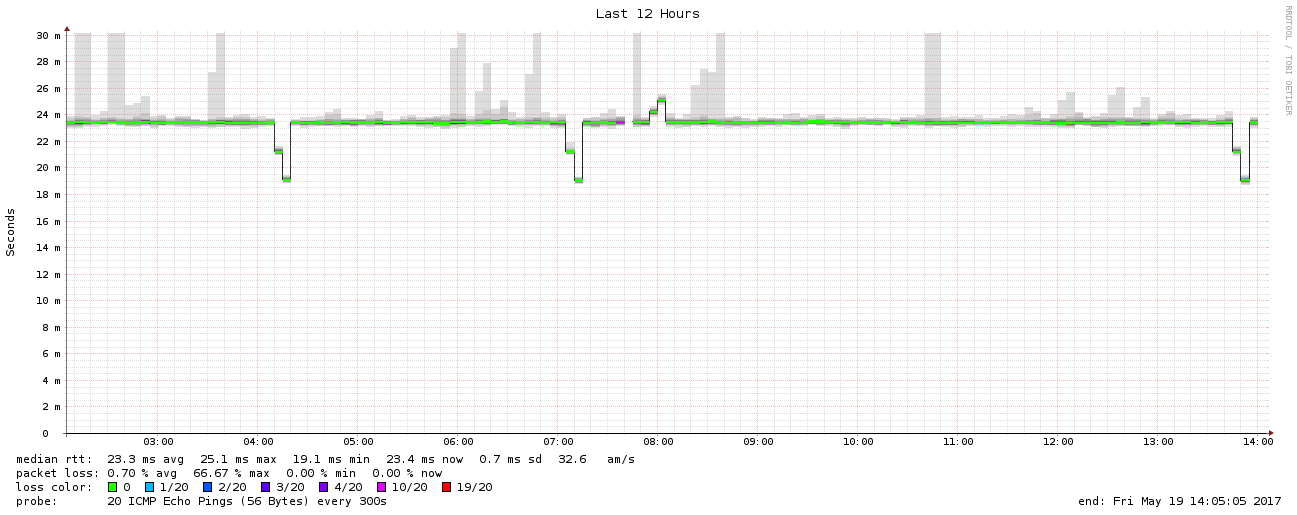 Last 12 Hours
RRDTOOL / TOBI OETIKER
30 m
28 m
26 m
24 m
22 m
20 m
18 m
16 m
14 m
12 m
10 m
8 m
6 m
4 m
2 m
0
Seconds
03:00 04:00 05:00 06:00 07:00 08:00 09:00 10:00 11:00 12:00 13:00 14:00
median rtt: 23.3 ms avg 25.1 ms max 19.1 ms min 23.4 ms now 0.7 ms sd 32.6 am/s
packet loss: 0.70 % avg 66.67 % max 0.00 % min 0.00 % now
loss color: 0 1/20 2/20 3/20 4/20 10/20 19/20
probe: 20 ICMP Echo Pings (56 Bytes) every 300s end: Fri May 19 14:05:05 2017